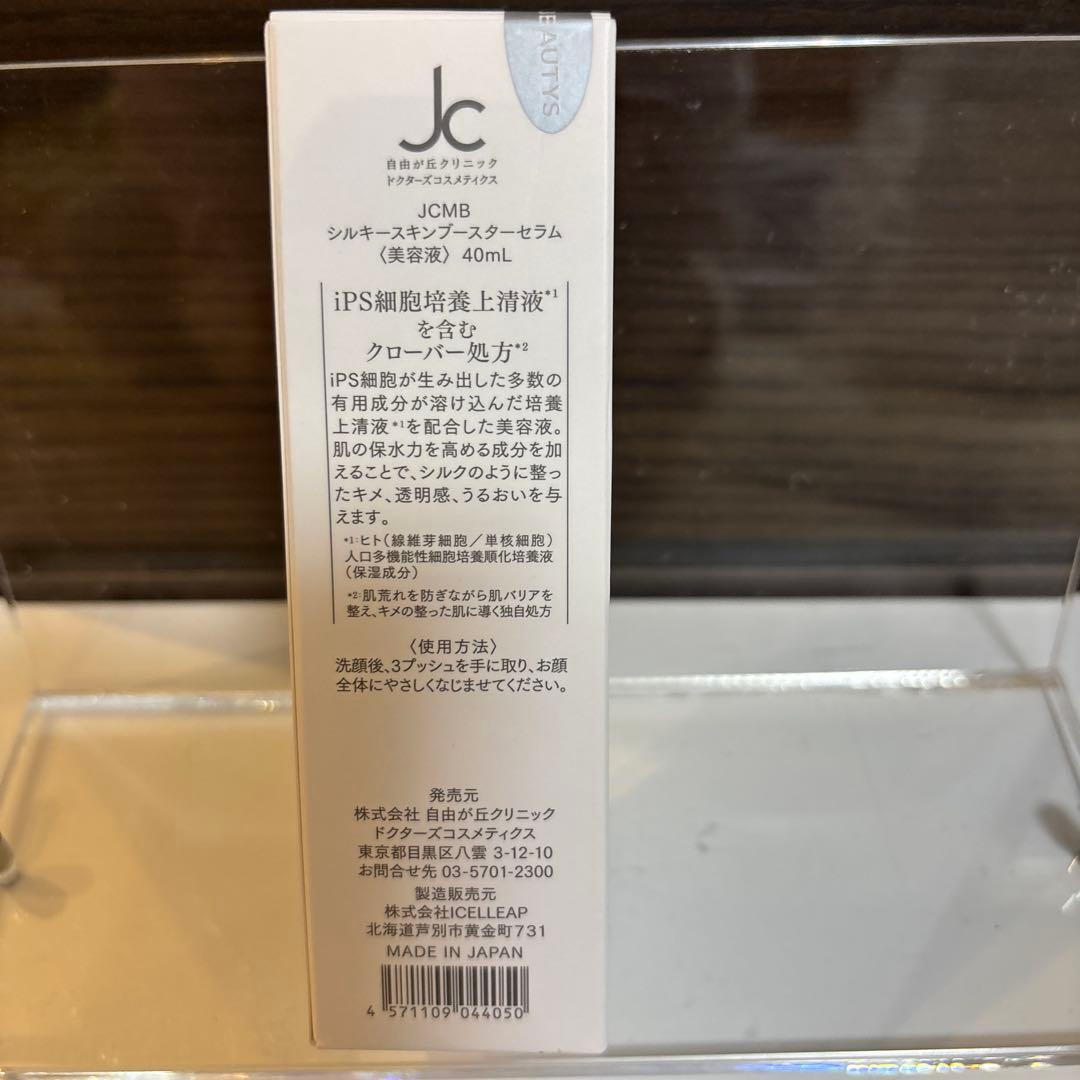 BEAUTYS
Jc
自由が丘クリニック
ドクターズコスメティクス
JCMB
シルキースキンブースターセラム
〈美容液〉 40mL
iPS細胞培養上清液*1
を含む
クローバー処方*2
iPS細胞が生み出した多数の
有用成分が溶け込んだ培養
上清液*1を配合した美容液。
肌の保水力を高める成分を加
えることで、シルクのように整っ
たキメ、透明感、うるおいを与
えます。
*1:ヒト(線維芽細胞/単核細胞)
人口多機能性細胞培養順化培養液
(保湿成分)
*2:肌荒れを防ぎながら肌バリアを
整え、キメの整った肌に導く独自処方
〈使用方法〉
洗顔後、3プッシュを手に取り、お顔
全体にやさしくなじませてください。
発売元
株式会社 自由が丘クリニック
ドクターズコスメティクス
東京都目黒区八雲 3-12-10
お問合せ先 03-5701-2300
製造販売元
株式会社ICELLEAP
北海道芦別市黄金町731
MADE IN JAPAN
4 571109 044050